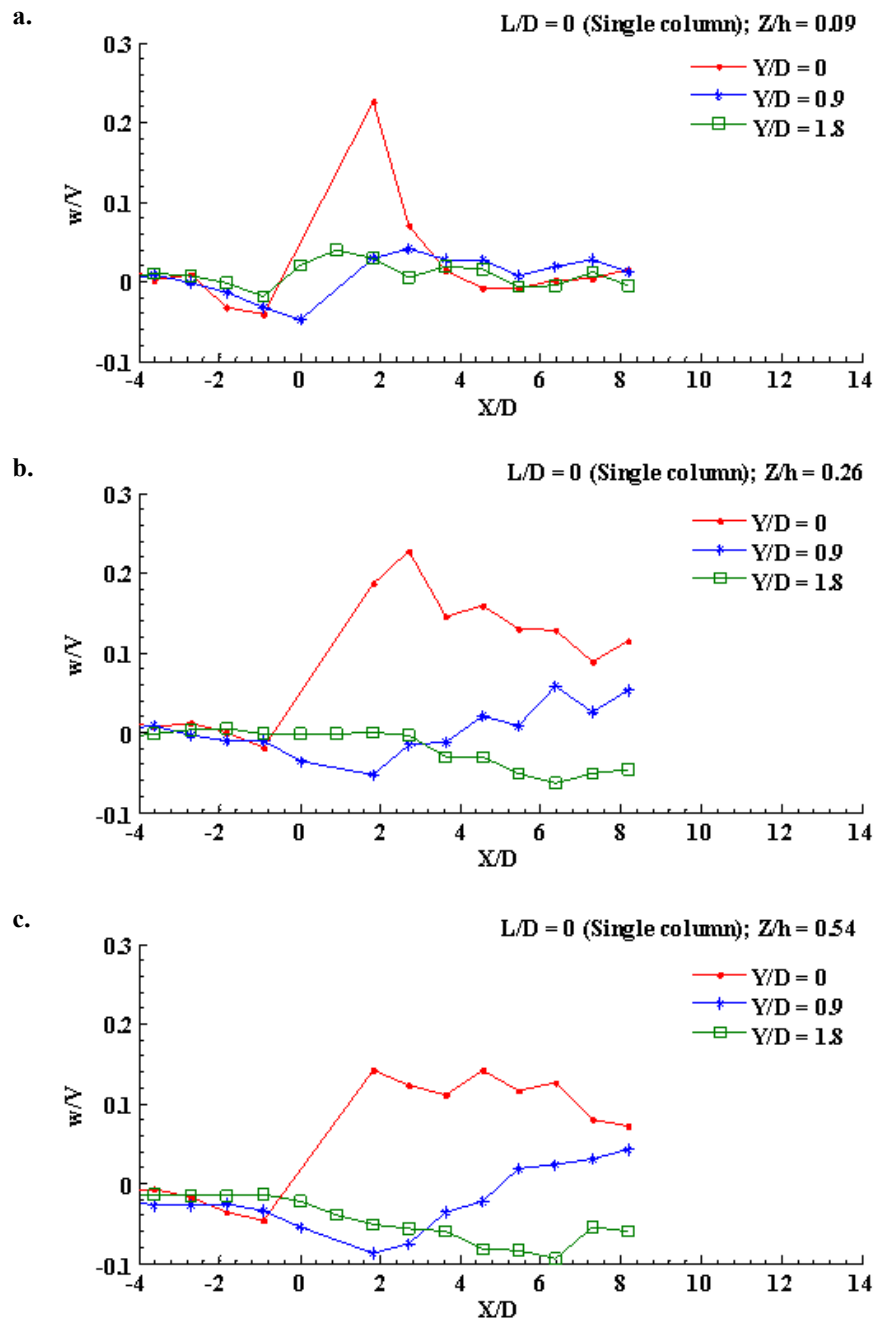 a.
L/D = 0 (Single column); Z/h = 0.09
0.3
Y/D = 0
Y/D = 0.9
0.2
Y/D = 1.8
w/V
0.1
0
-0.1
-4 -2 0 2 4 6 8 10 12 14
X/D
b.
L/D = 0 (Single column); Z/h = 0.26
0.3
Y/D = 0
Y/D = 0.9
0.2
Y/D = 1.8
w/V
0.1
0
-0.1
-4 -2 0 2 4 6 8 10 12 14
X/D
c.
L/D = 0 (Single column); Z/h = 0.54
0.3
Y/D = 0
Y/D = 0.9
0.2
Y/D = 1.8
w/V
0.1
0
-0.1
-4 -2 0 2 4 6 8 10 12 14
X/D